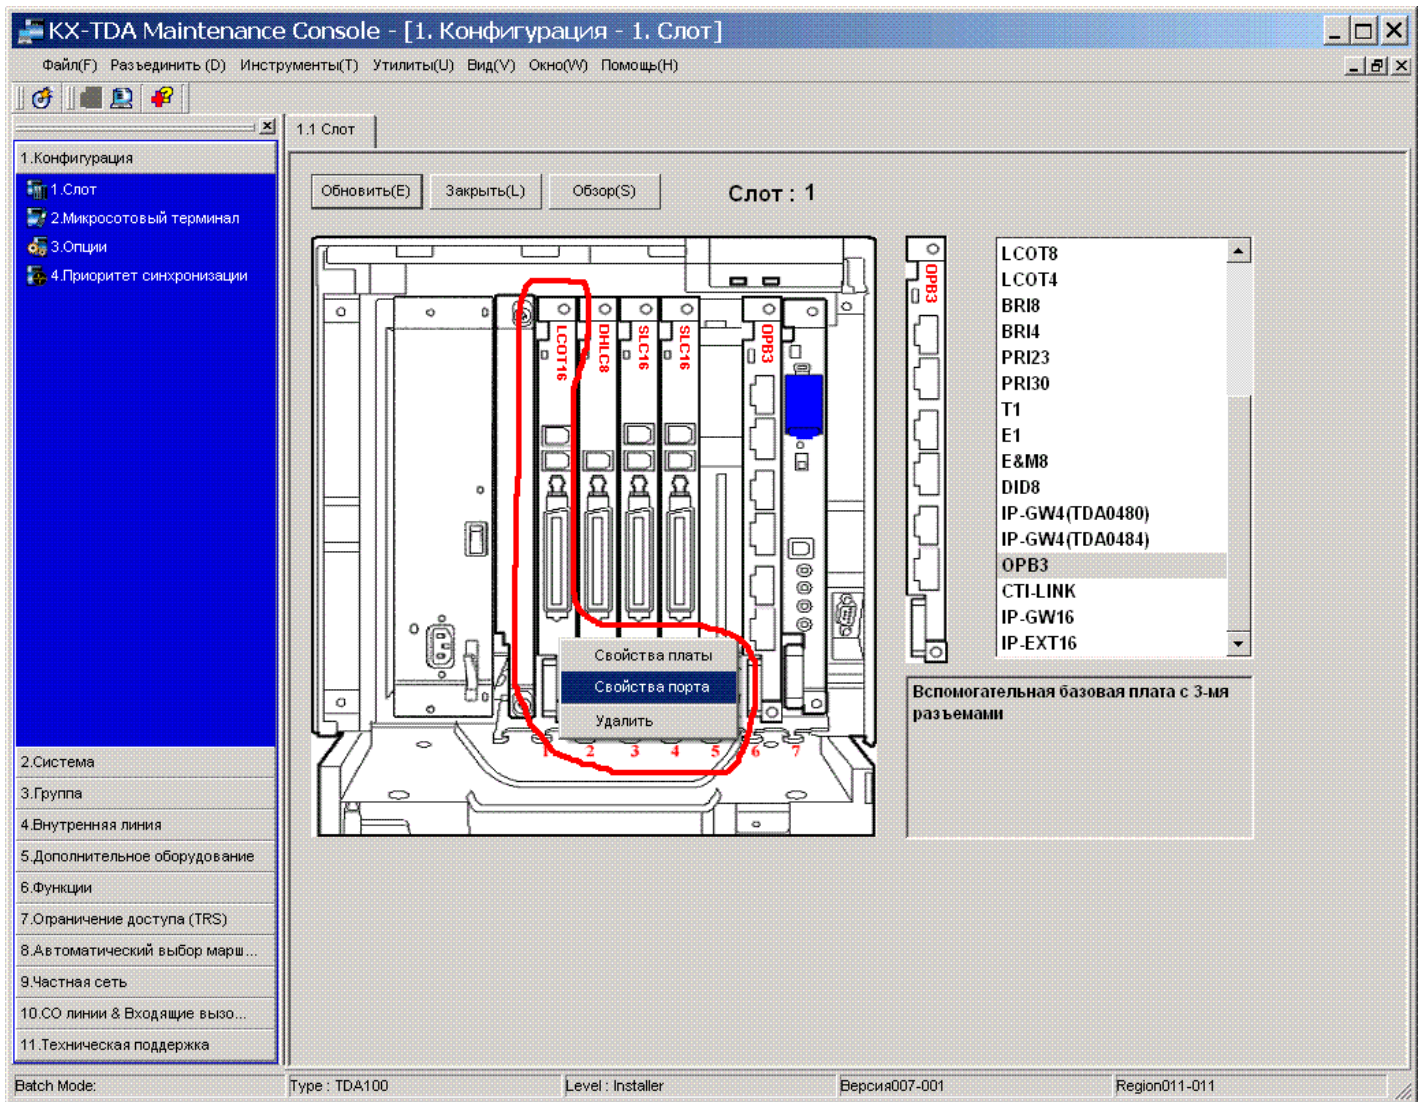 KX-TDA Maintenance Console - [1. Конфигурация - 1. Слот]
Файл(F) Разъединить (D) Инструменты(T) Утилиты(U) Вид(V) Окно(W) Помощь(H)
1.1 Слот
1.Конфигурация
1.Слот
2.Микросотовый терминал
3.Опции
4.Приоритет синхронизации
2.Система
3.Группа
4.Внутренняя линия
5.Дополнительное оборудование
6.Функции
7.Ограничение доступа (TRS)
8.Автоматический выбор марш...
9.Частная сеть
10.CO линии & Входящие вызо...
11.Техническая поддержка
Обновить(E) Закрыть(L) Обзор(S) Слот : 1
LCOT16
DHLC8
SLC16
SLC16
OPB3
Свойства платы
Свойства порта
Удалить
1 2 3 4 5 6 7
OPB3
LCOT8
LCOT4
BRI8
BRI4
PRI23
PRI30
T1
E1
E&M8
DID8
IP-GW4(TDA0480)
IP-GW4(TDA0484)
OPB3
CTI-LINK
IP-GW16
IP-EXT16
Вспомогательная базовая плата с 3-мя
разъемами
Batch Mode: Type : TDA100 Level : Installer Версия007-001 Region011-011